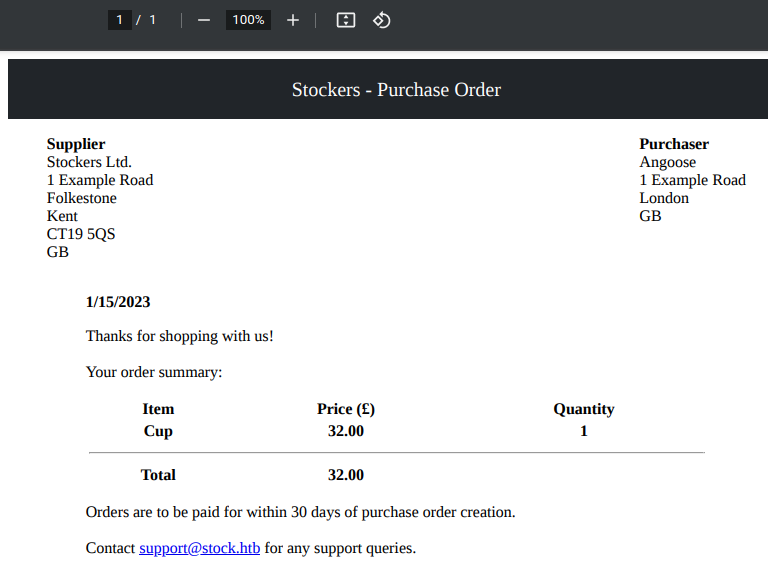 1 / 1 100%
Stockers - Purchase Order
Supplier
Stockers Ltd.
1 Example Road
Folkestone
Kent
CT19 5QS
GB
Purchaser
Angoose
1 Example Road
London
GB
1/15/2023
Thanks for shopping with us!
Your order summary:
Item Price (£) Quantity
Cup 32.00 1
Total 32.00
Orders are to be paid for within 30 days of purchase order creation.
Contact support@stock.htb for any support queries.